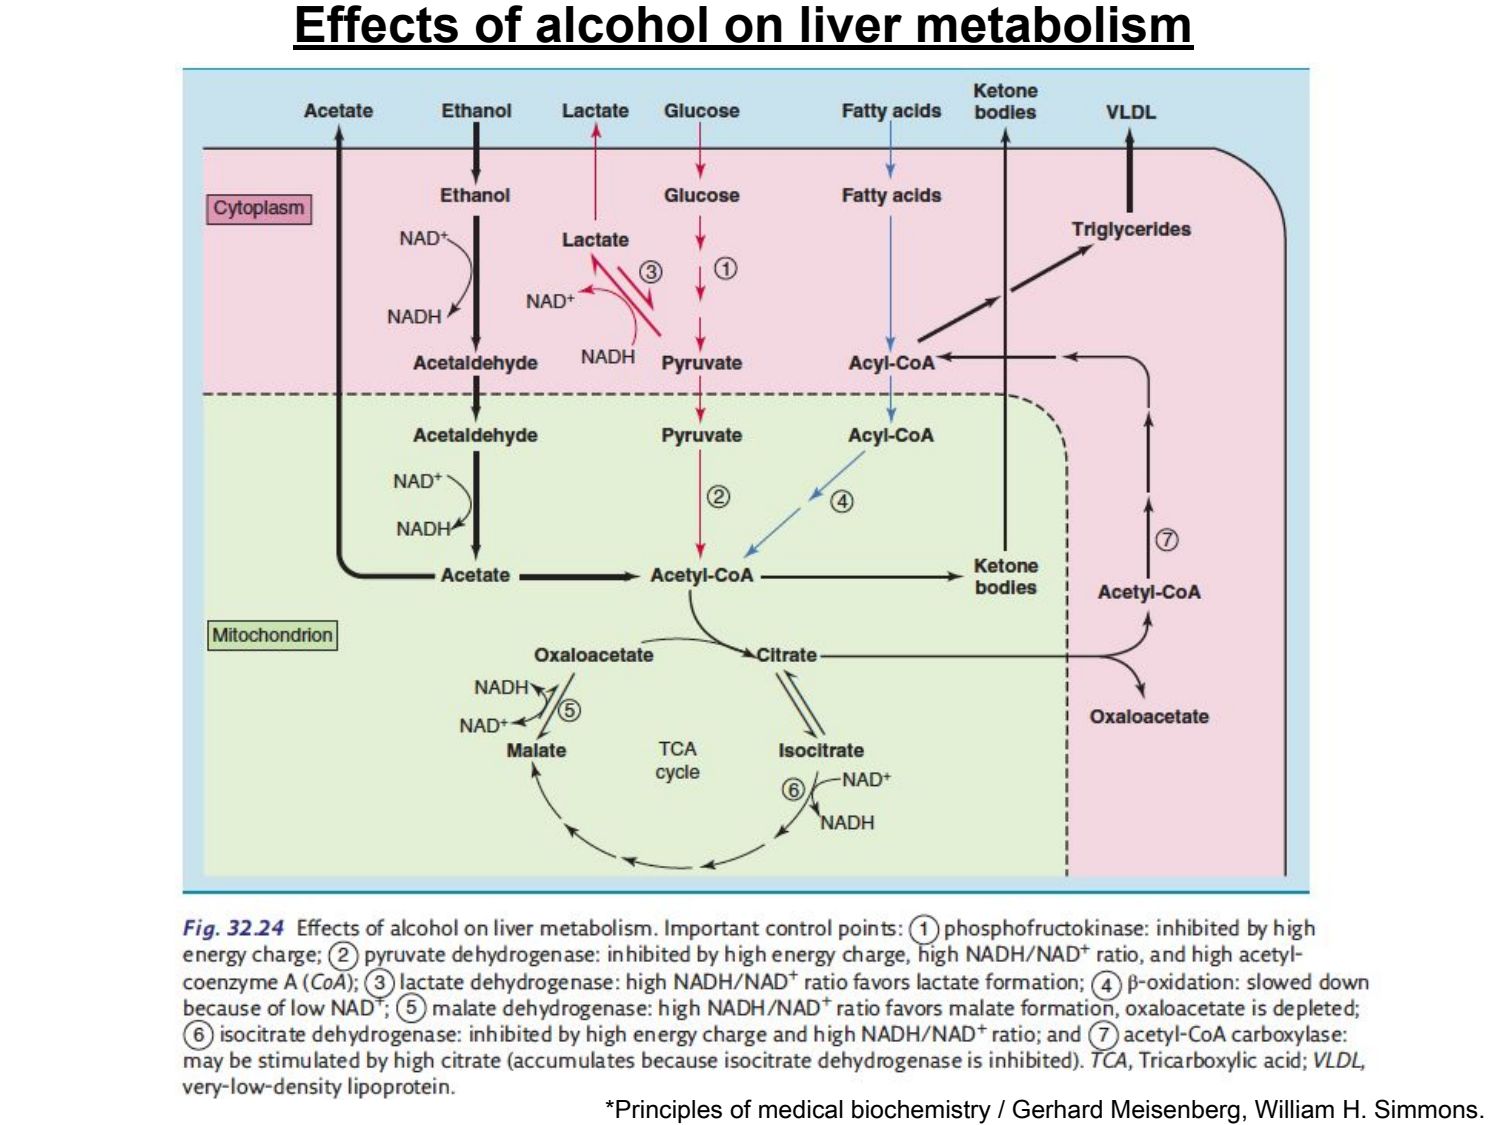 Effects of alcohol on liver metabolism
Ketone
bodies
Acetate
Ethanol
Lactate
Glucose
Fatty acids
VLDL
Cytoplasm
Ethanol
Glucose
Fatty acids
NAD+
Lactate
Triglycerides
③
①
NAD+
NADH
NADH
Acetaldehyde
Pyruvate
Acyl-CoA
Acetaldehyde
Pyruvate
Acyl-CoA
NAD+
②
④
NADH
⑦
Acetate
Acetyl-CoA
Ketone
bodies
Acetyl-CoA
Mitochondrion
Oxaloacetate
Citrate
NADH
⑤
NAD+
Oxaloacetate
Malate
TCA
cycle
Isocitrate
⑥
NAD+
NADH
Fig. 32.24 Effects of alcohol on liver metabolism. Important control points: ① phosphofructokinase: inhibited by high
energy charge; ② pyruvate dehydrogenase: inhibited by high energy charge, high NADH/NAD+ ratio, and high acetyl-
coenzyme A (CoA); ③ lactate dehydrogenase: high NADH/NAD+ ratio favors lactate formation; ④ β-oxidation: slowed down
because of low NAD+; ⑤ malate dehydrogenase: high NADH/NAD+ ratio favors malate formation, oxaloacetate is depleted;
⑥ isocitrate dehydrogenase: inhibited by high energy charge and high NADH/NAD+ ratio; and ⑦ acetyl-CoA carboxylase:
may be stimulated by high citrate (accumulates because isocitrate dehydrogenase is inhibited). TCA, Tricarboxylic acid; VLDL,
very-low-density lipoprotein.
*Principles of medical biochemistry / Gerhard Meisenberg, William H. Simmons.